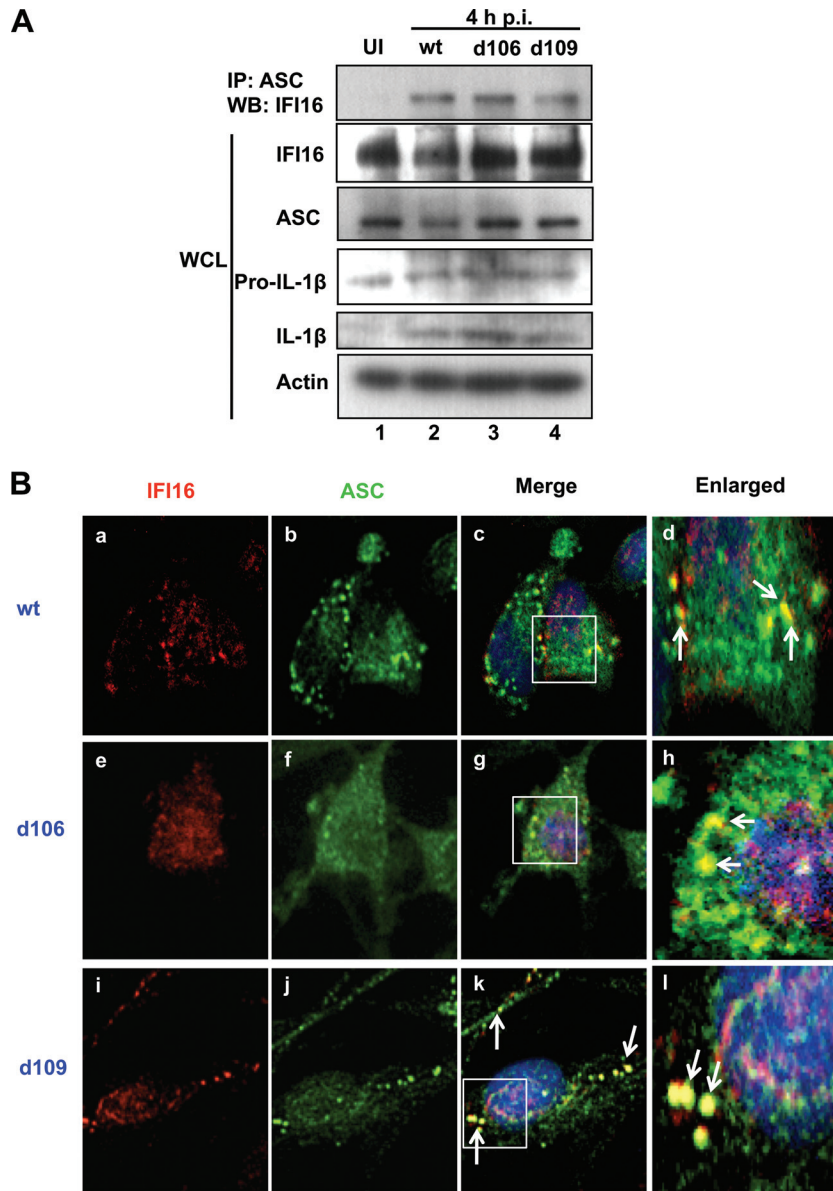 A
4 h p.i.
UI wt d106 d109
IP: ASC
WB: IFI16
IFI16
ASC
WCL
Pro-IL-1β
IL-1β
Actin
1 2 3 4
B
IFI16 ASC Merge Enlarged
wt
a b c d
d106
e f g h
d109
i j k l